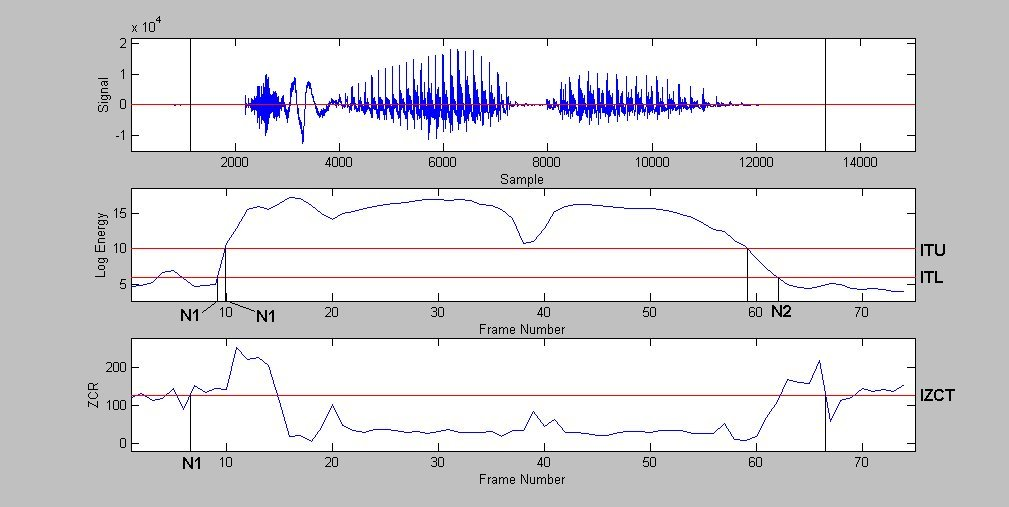 x 10⁴
2
1
0
-1
Signal
2000 4000 6000 8000 10000 12000 14000
Sample
15
10
5
Log Energy
ITU
ITL
N1 10 N1 20 30 40 50 60 N2 70
Frame Number
200
100
0
ZCR
IZCT
N1 10 20 30 40 50 60 70
Frame Number